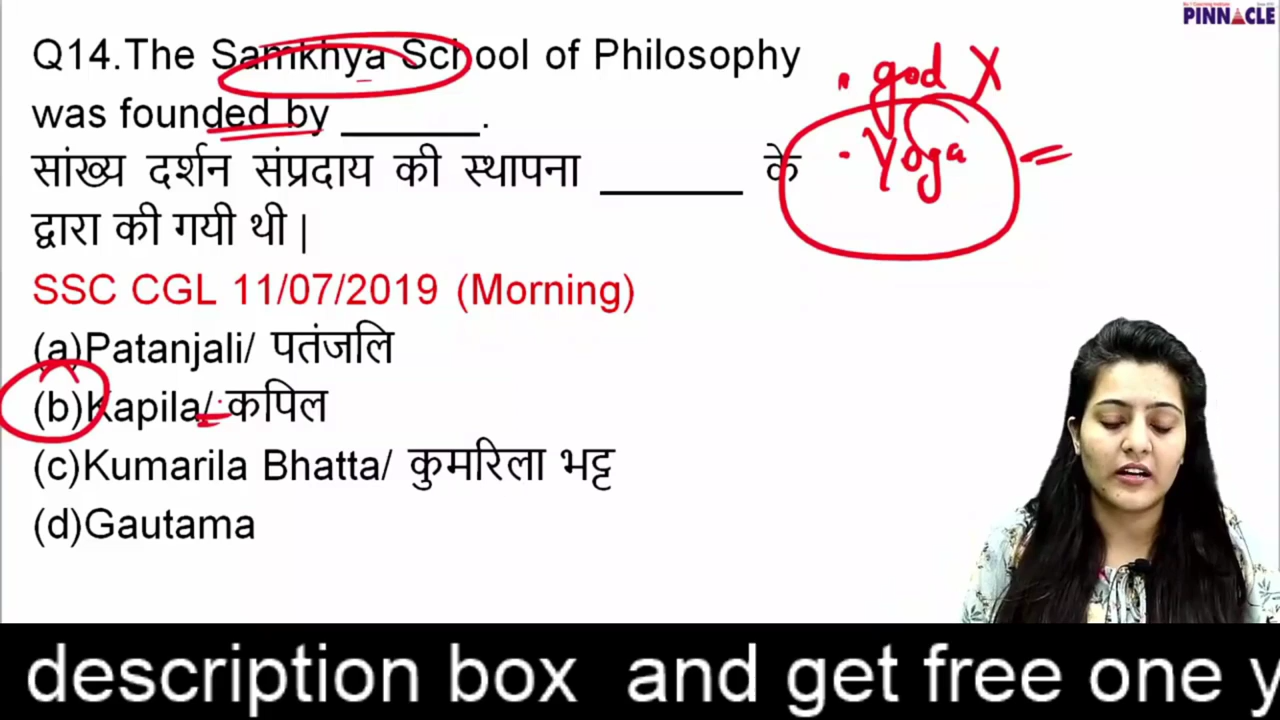 PINNACLE
Q14.The Samkhya School of Philosophy
was founded by ______.
सांख्य दर्शन संप्रदाय की स्थापना ______ के
द्वारा की गयी थी |
SSC CGL 11/07/2019 (Morning)
(a)Patanjali/ पतंजलि
(b)Kapila/ कपिल
(c)Kumarila Bhatta/ कुमरिला भट्ट
(d)Gautama
· god X
· Yoga =
description box and get free one y